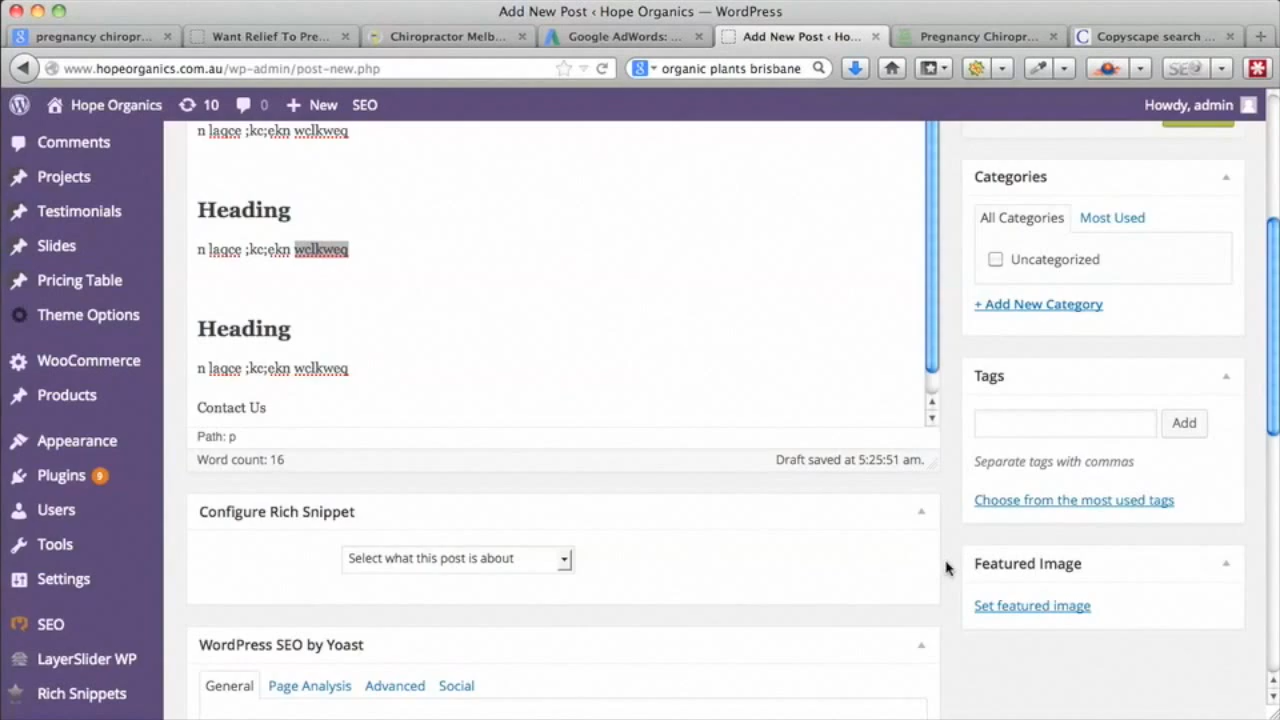 Add New Post ‹ Hope Organics — WordPress
pregnancy chiropr...
Want Relief To Pre...
Chiropractor Melb...
Google AdWords: ...
Add New Post ‹ Ho...
Pregnancy Chiropr...
Copyscape search ...
www.hopeorganics.com.au/wp-admin/post-new.php
organic plants brisbane
SEO
Hope Organics
10
0
New
SEO
Howdy, admin
Comments
Projects
Testimonials
Slides
Pricing Table
Theme Options
WooCommerce
Products
Appearance
Plugins 9
Users
Tools
Settings
SEO
LayerSlider WP
Rich Snippets
n laqce ;kc;ekn wclkweq
Heading
n laqce ;kc;ekn wclkweq
Heading
n laqce ;kc;ekn wclkweq
Contact Us
Path: p
Word count: 16
Draft saved at 5:25:51 am.
Configure Rich Snippet
Select what this post is about
WordPress SEO by Yoast
General
Page Analysis
Advanced
Social
Categories
All Categories
Most Used
Uncategorized
+ Add New Category
Tags
Add
Separate tags with commas
Choose from the most used tags
Featured Image
Set featured image